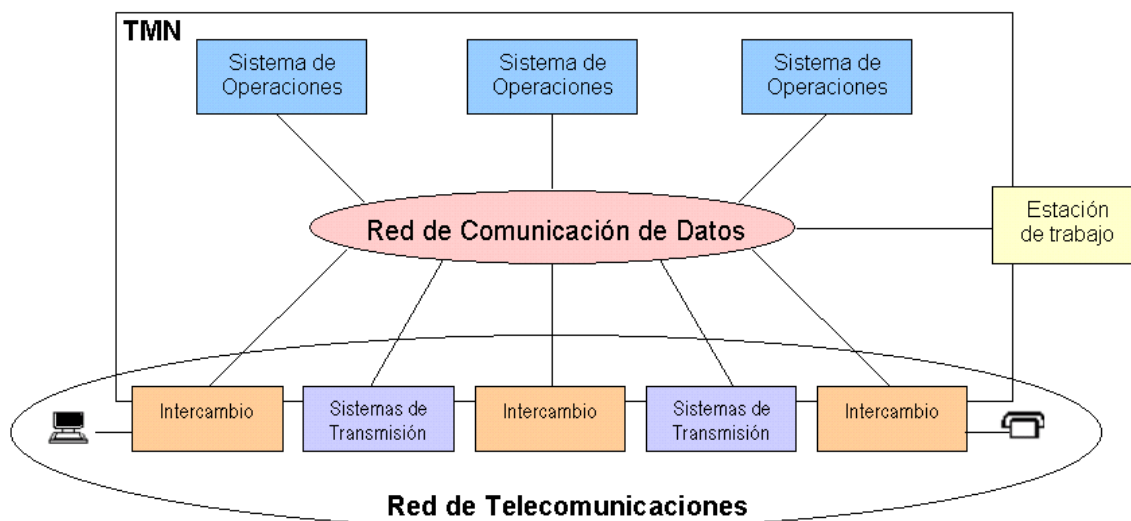 TMN
Sistema de
Operaciones
Sistema de
Operaciones
Sistema de
Operaciones
Red de Comunicación de Datos
Estación
de trabajo
Intercambio
Sistemas de
Transmisión
Intercambio
Sistemas de
Transmisión
Intercambio
Red de Telecomunicaciones